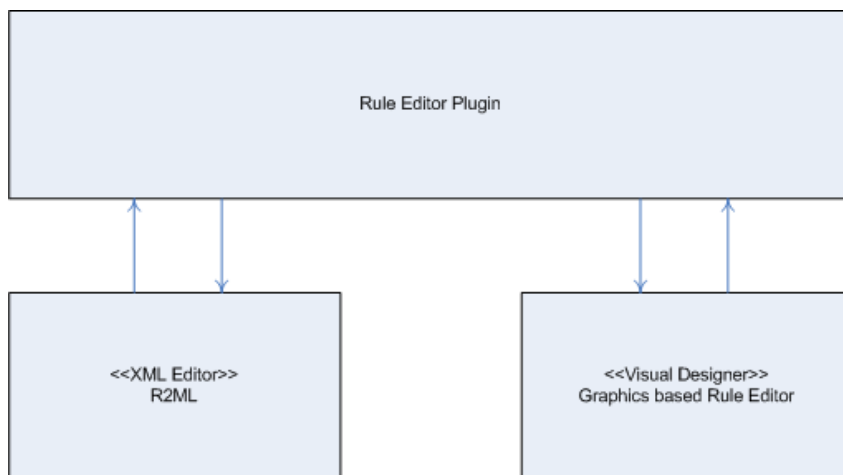 Rule Editor Plugin
<<XML Editor>>
R2ML
<<Visual Designer>>
Graphics based Rule Editor